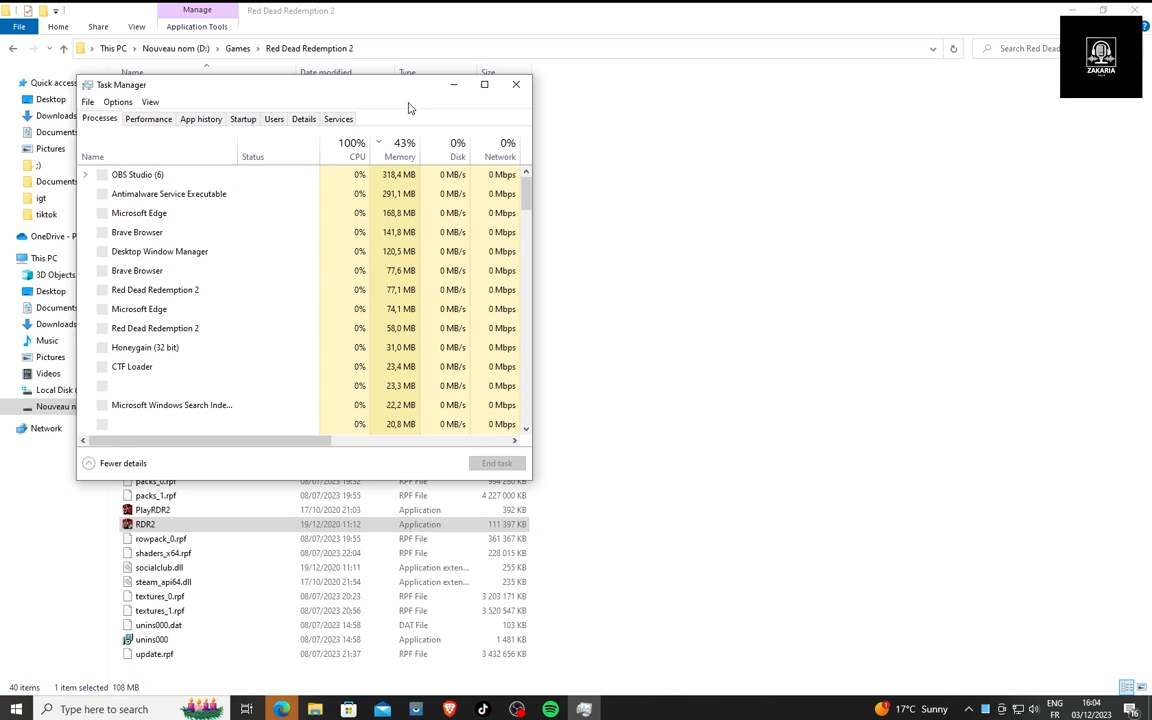 Manage
Red Dead Redemption 2
File
Home
Share
View
Application Tools
This PC
Nouveau nom (D:)
Games
Red Dead Redemption 2
Search Red Dead
ZAKARIA
Name
Date modified
Type
Size
Quick access
Desktop
Downloads
Documents
Pictures
;)
Documents
igt
tiktok
OneDrive - P
This PC
3D Objects
Desktop
Documents
Downloads
Music
Pictures
Videos
Local Disk (
Nouveau n
Network
Task Manager
File
Options
View
Processes
Performance
App history
Startup
Users
Details
Services
100%
43%
0%
0%
Name
Status
CPU
Memory
Disk
Network
OBS Studio (6) 0% 318,4 MB 0 MB/s 0 Mbps
Antimalware Service Executable 0% 291,1 MB 0 MB/s 0 Mbps
Microsoft Edge 0% 168,8 MB 0 MB/s 0 Mbps
Brave Browser 0% 141,8 MB 0 MB/s 0 Mbps
Desktop Window Manager 0% 120,5 MB 0 MB/s 0 Mbps
Brave Browser 0% 77,6 MB 0 MB/s 0 Mbps
Red Dead Redemption 2 0% 77,1 MB 0 MB/s 0 Mbps
Microsoft Edge 0% 74,1 MB 0 MB/s 0 Mbps
Red Dead Redemption 2 0% 58,0 MB 0 MB/s 0 Mbps
Honeygain (32 bit) 0% 31,0 MB 0 MB/s 0 Mbps
CTF Loader 0% 23,4 MB 0 MB/s 0 Mbps
0% 23,3 MB 0 MB/s 0 Mbps
Microsoft Windows Search Inde... 0% 22,2 MB 0 MB/s 0 Mbps
0% 20,8 MB 0 MB/s 0 Mbps
Fewer details
End task
packs_0.rpf 08/07/2023 19:32 RPF File 994 280 KB
packs_1.rpf 08/07/2023 19:55 RPF File 4 227 000 KB
PlayRDR2 17/10/2020 21:03 Application 392 KB
RDR2 19/12/2020 11:12 Application 111 397 KB
rowpack_0.rpf 08/07/2023 19:55 RPF File 361 367 KB
shaders_x64.rpf 08/07/2023 22:04 RPF File 228 015 KB
socialclub.dll 19/12/2020 11:11 Application exten... 255 KB
steam_api64.dll 17/10/2020 21:54 Application exten... 235 KB
textures_0.rpf 08/07/2023 20:23 RPF File 3 203 171 KB
textures_1.rpf 08/07/2023 20:56 RPF File 3 520 547 KB
unins000.dat 08/07/2023 14:58 DAT File 103 KB
unins000 08/07/2023 14:58 Application 1 481 KB
update.rpf 08/07/2023 21:37 RPF File 3 432 656 KB
40 items
1 item selected 108 MB
Type here to search
17°C Sunny
ENG
FR
16:04
03/12/2023
16